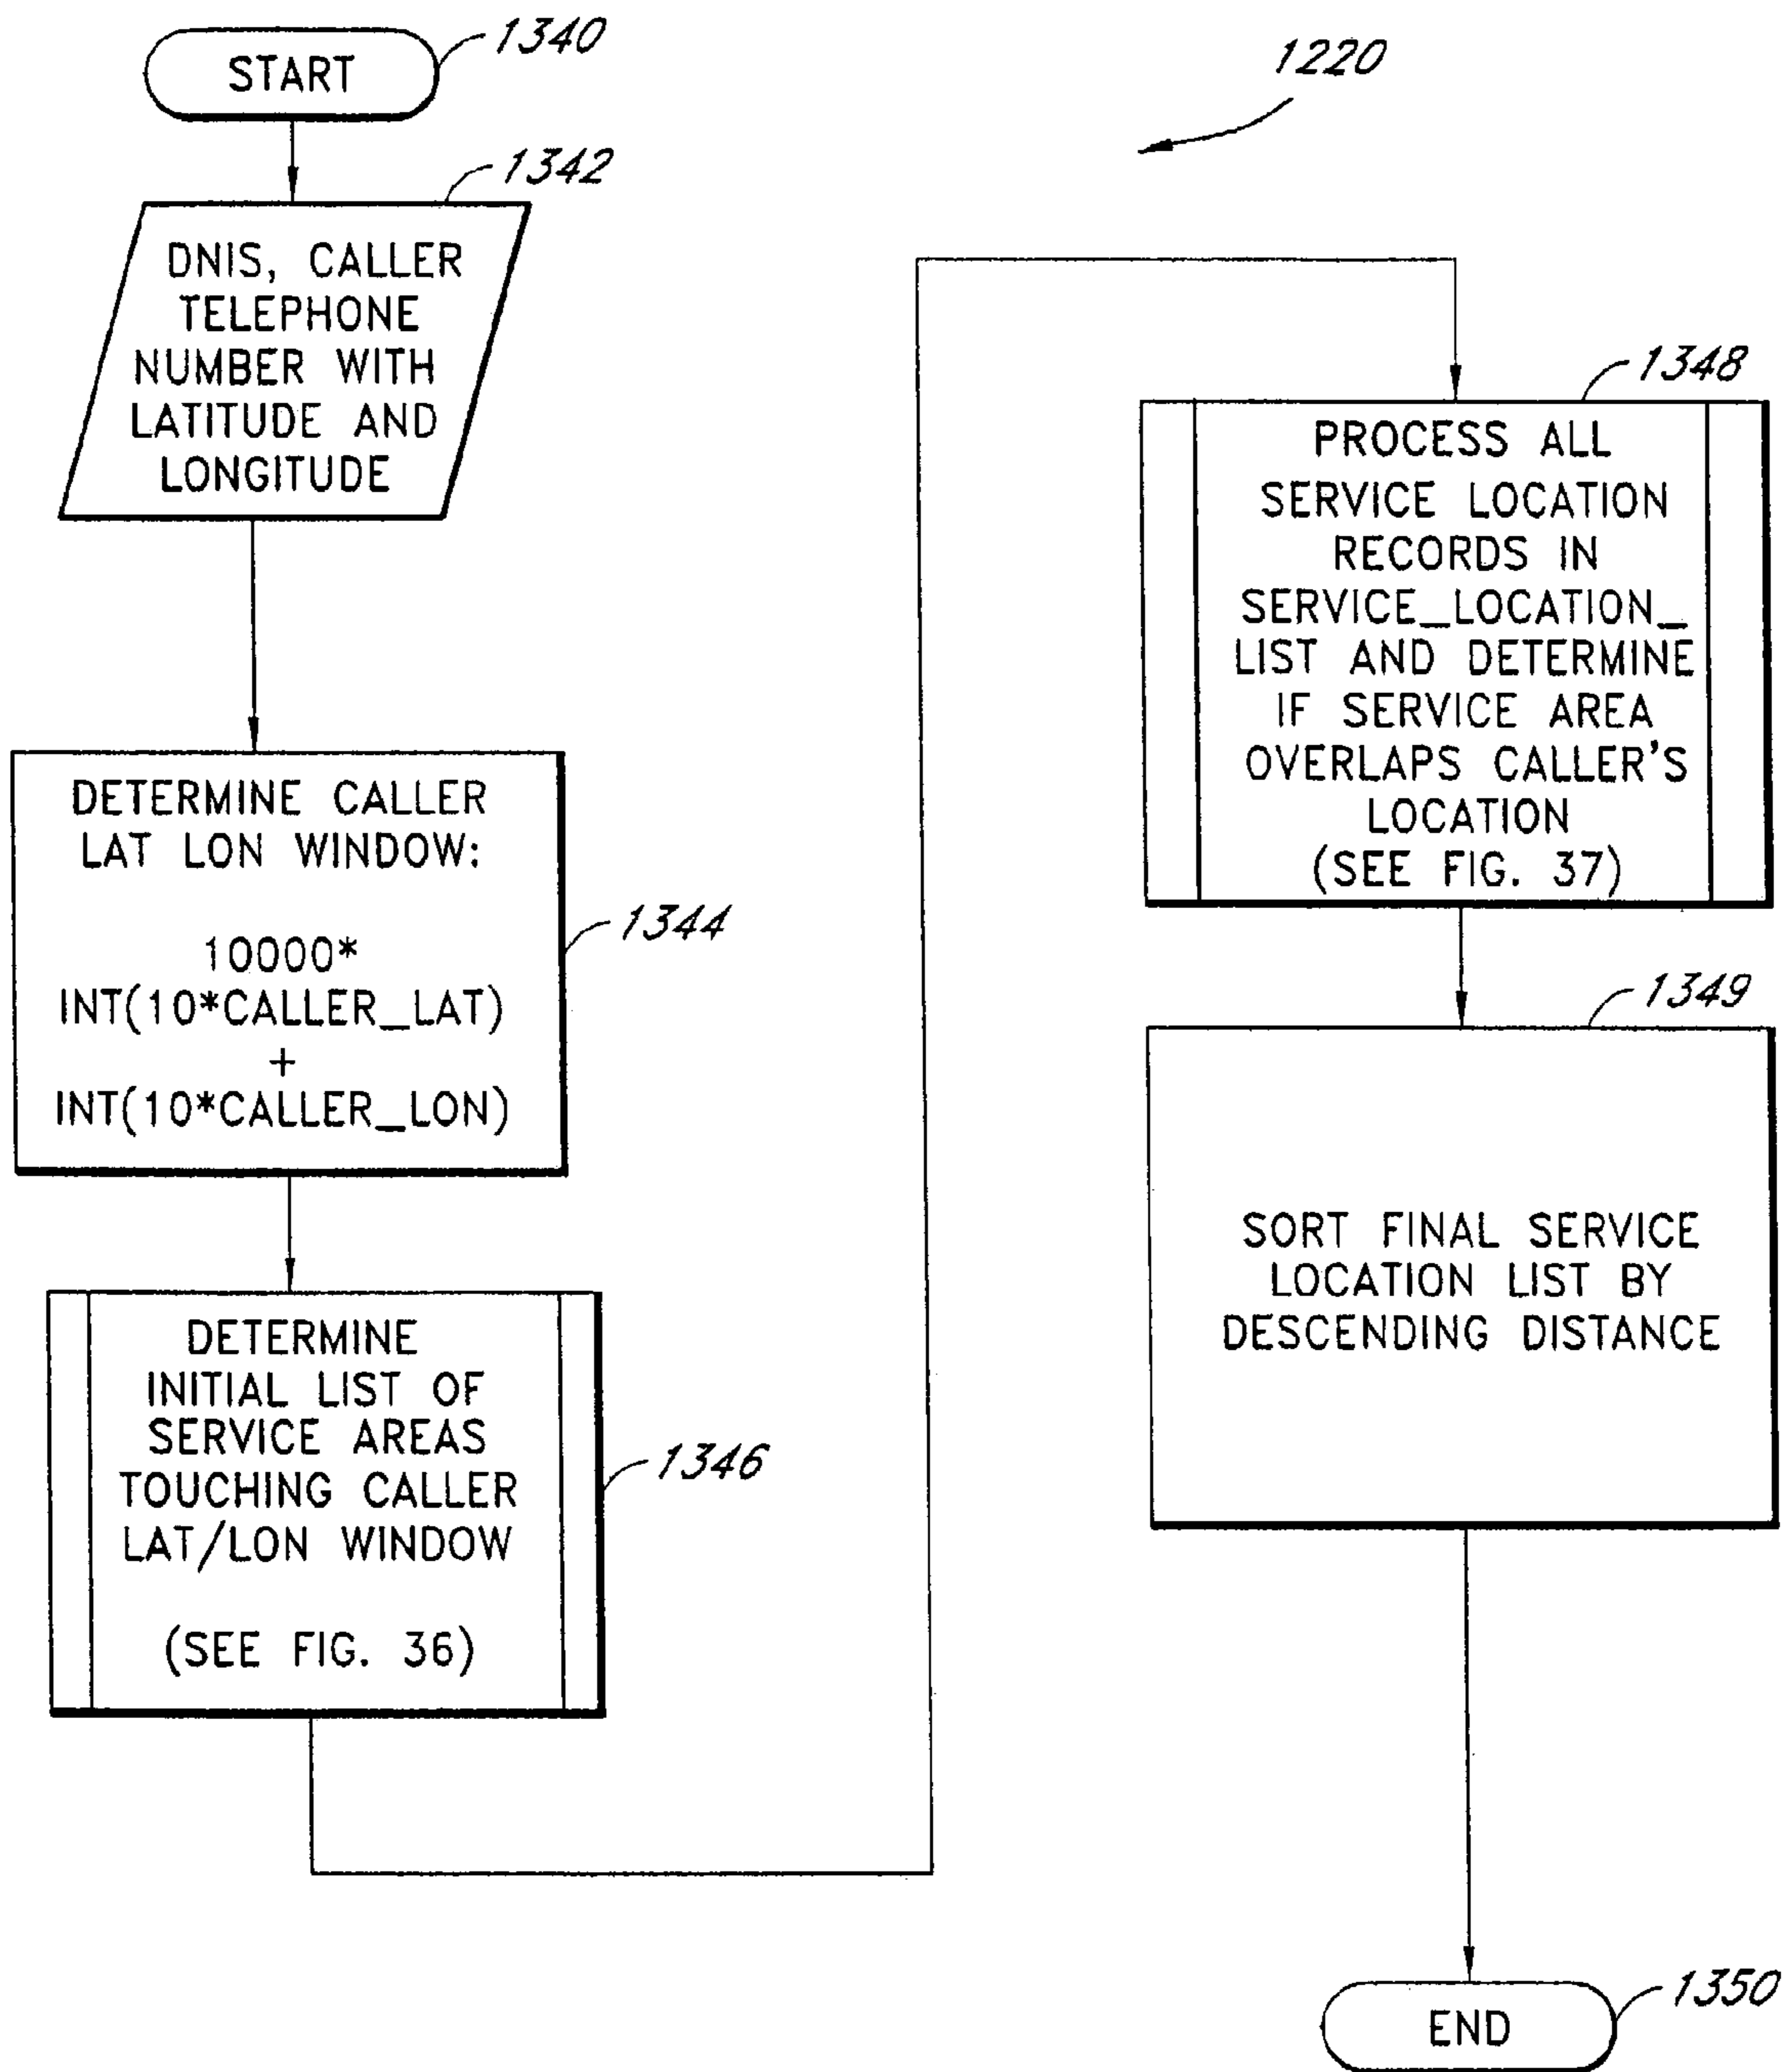 1340
START
1220
1342
DNIS, CALLER
TELEPHONE
NUMBER WITH
LATITUDE AND
LONGITUDE
DETERMINE CALLER
LAT LON WINDOW:
10000*
INT(10*CALLER_LAT)
+
INT(10*CALLER_LON)
1344
DETERMINE
INITIAL LIST OF
SERVICE AREAS
TOUCHING CALLER
LAT/LON WINDOW
(SEE FIG. 36)
1346
1348
PROCESS ALL
SERVICE LOCATION
RECORDS IN
SERVICE_LOCATION_
LIST AND DETERMINE
IF SERVICE AREA
OVERLAPS CALLER'S
LOCATION
(SEE FIG. 37)
1349
SORT FINAL SERVICE
LOCATION LIST BY
DESCENDING DISTANCE
1350
END